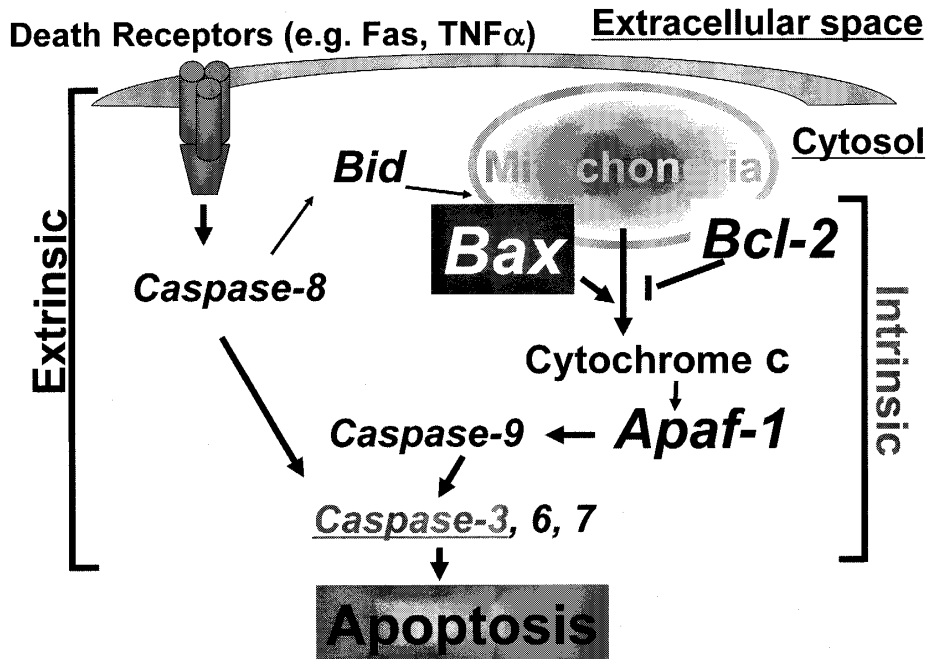 Death Receptors (e.g. Fas, TNFα)
Extracellular space
Cytosol
Mitochondria
Bid
Bax
Bcl-2
Caspase-8
Extrinsic
Intrinsic
Cytochrome c
Caspase-9
Apaf-1
Caspase-3, 6, 7
Apoptosis